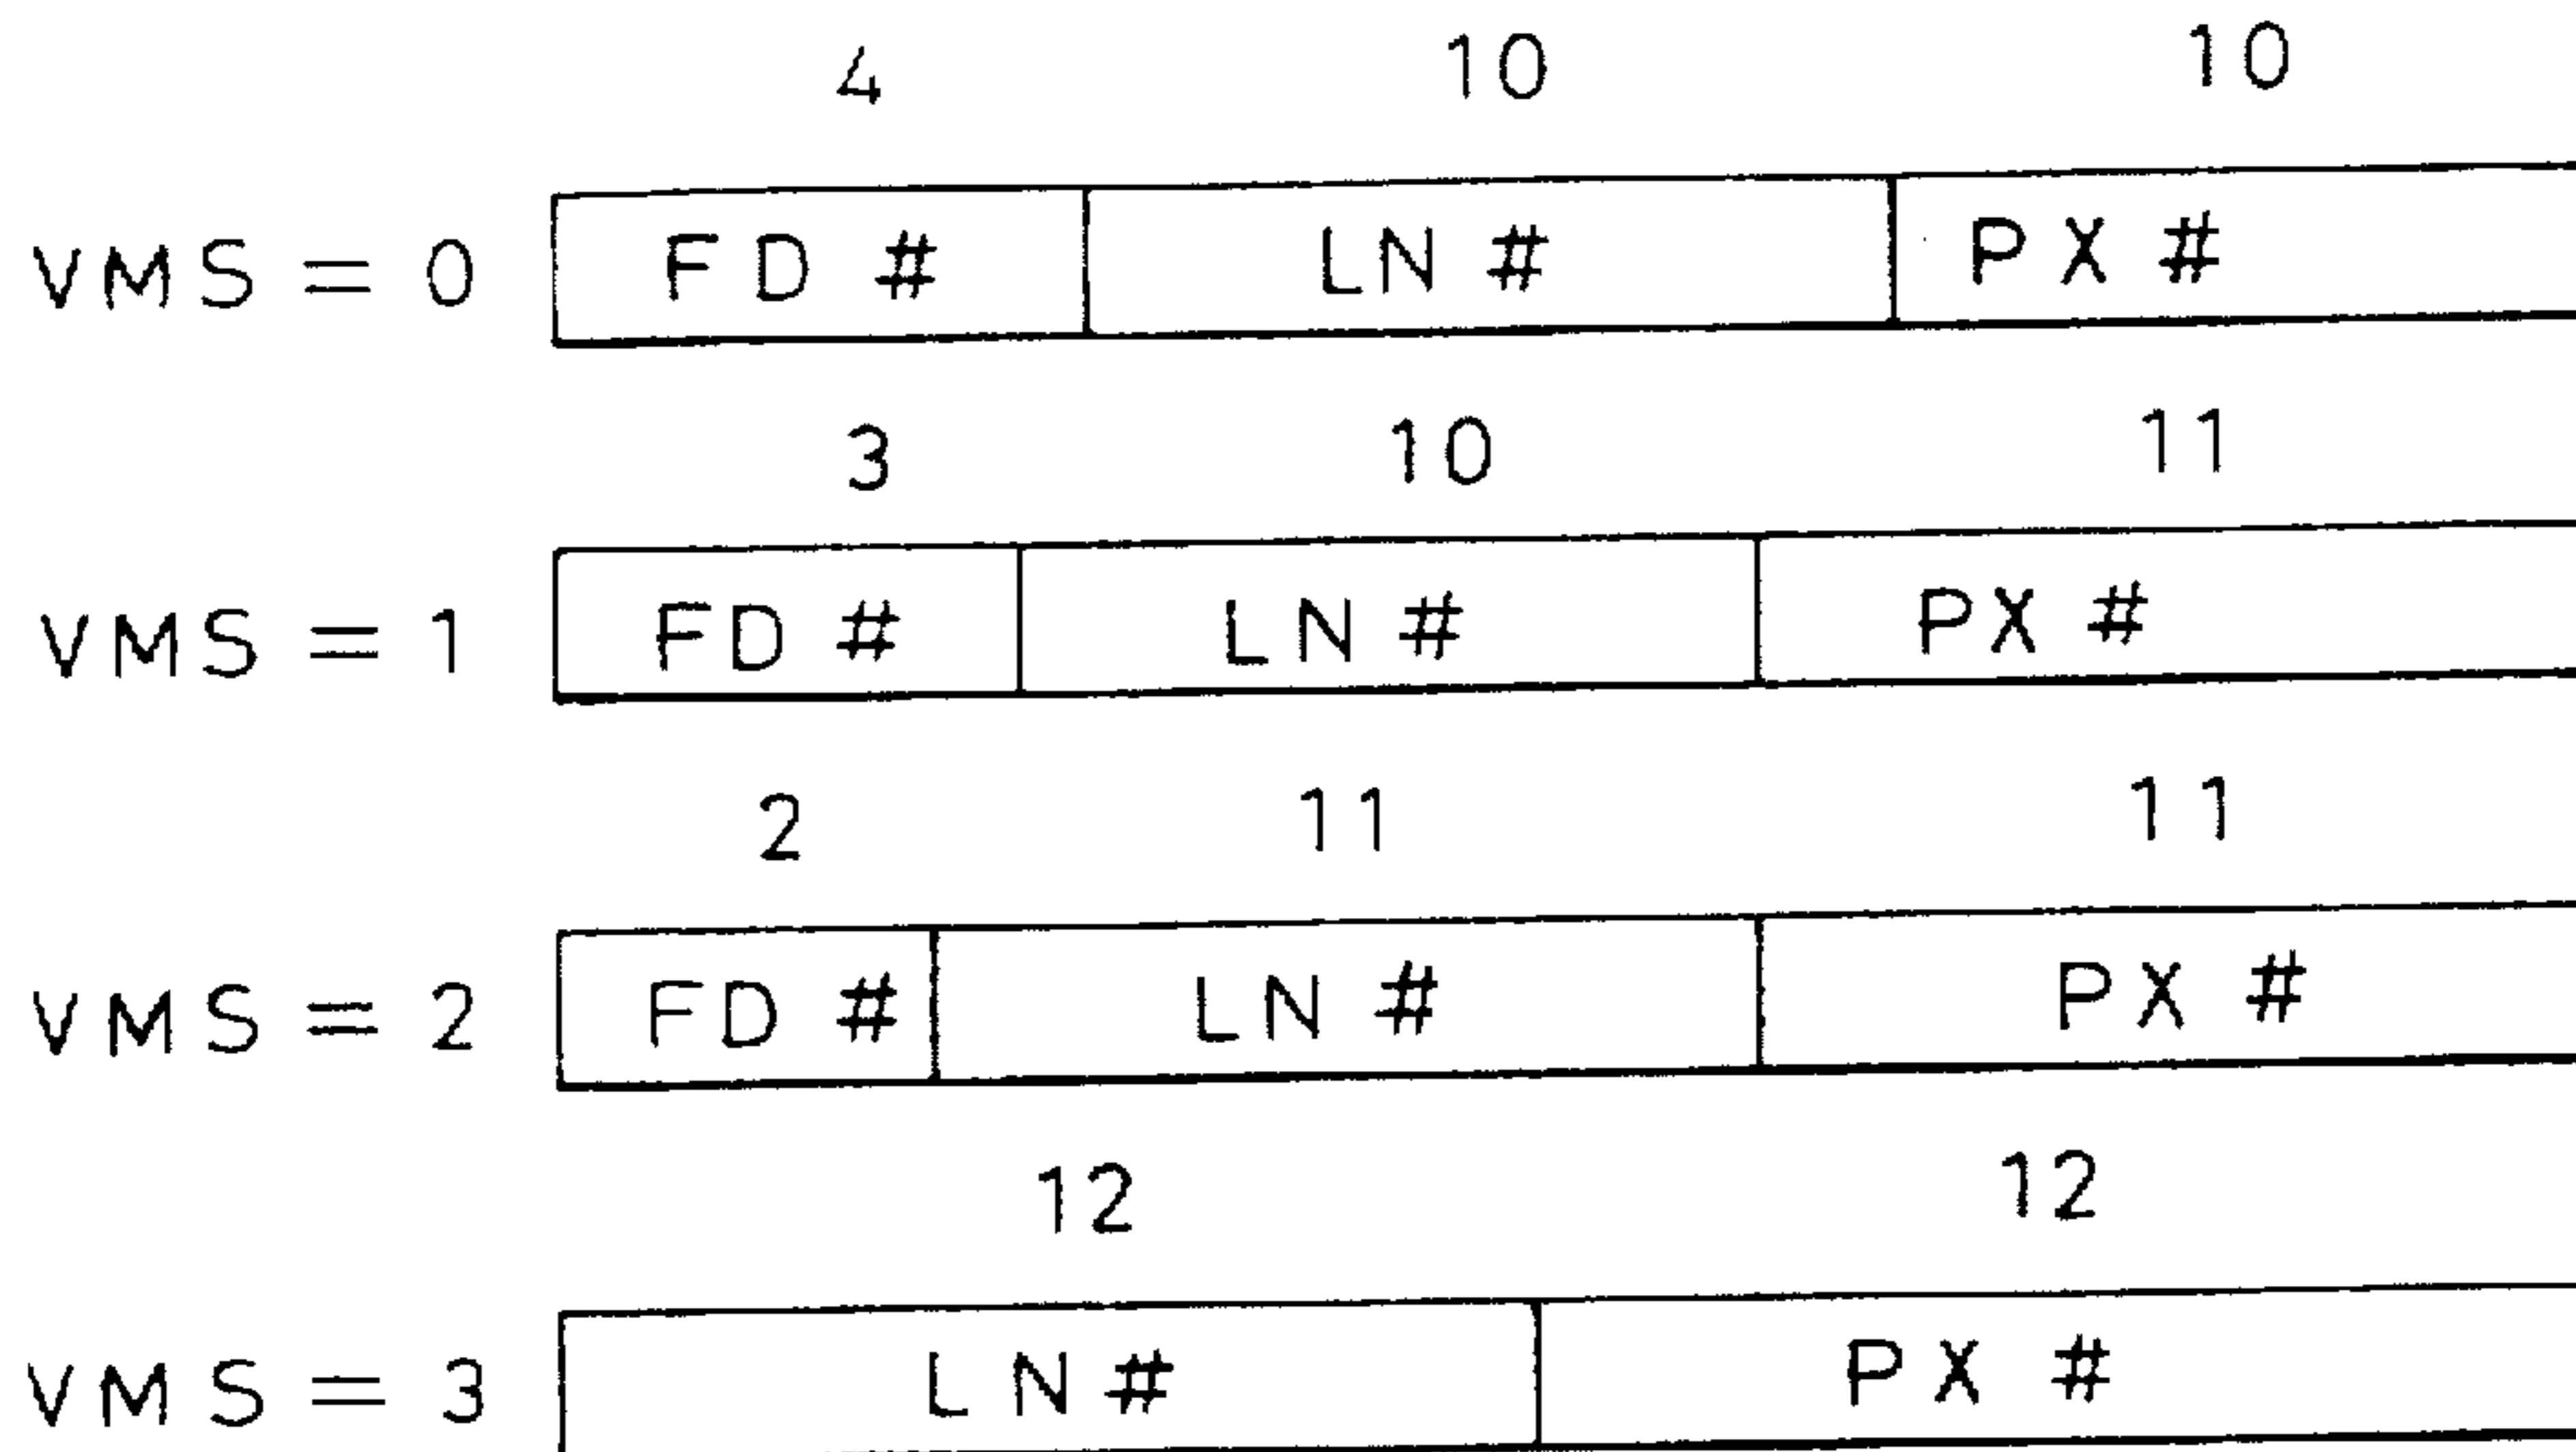 4 10 10
VMS = 0 FD # LN # PX #
3 10 11
VMS = 1 FD # LN # PX #
2 11 11
VMS = 2 FD # LN # PX #
12 12
VMS = 3 LN # PX #